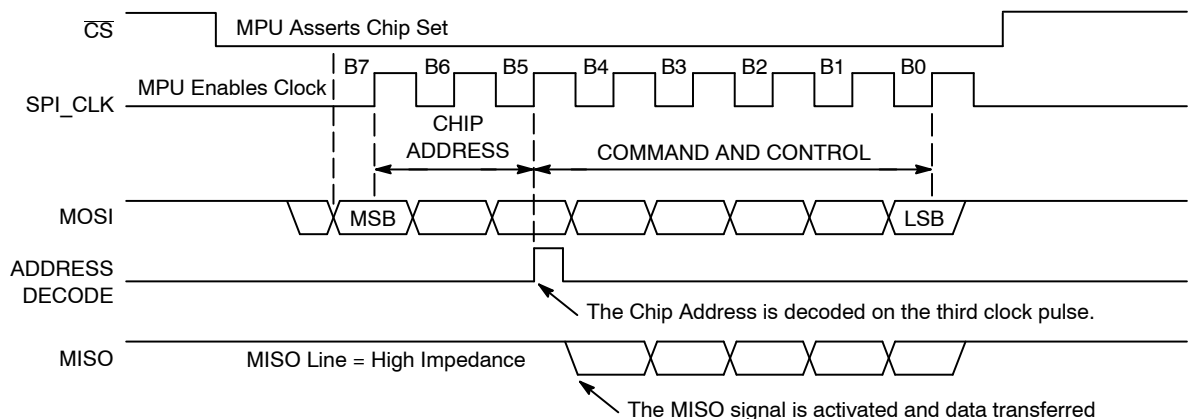 CS
MPU Asserts Chip Set
B7 B6 B5 B4 B3 B2 B1 B0
MPU Enables Clock
SPI_CLK
CHIP
ADDRESS
COMMAND AND CONTROL
MOSI
MSB
LSB
ADDRESS
DECODE
The Chip Address is decoded on the third clock pulse.
MISO
MISO Line = High Impedance
The MISO signal is activated and data transferred